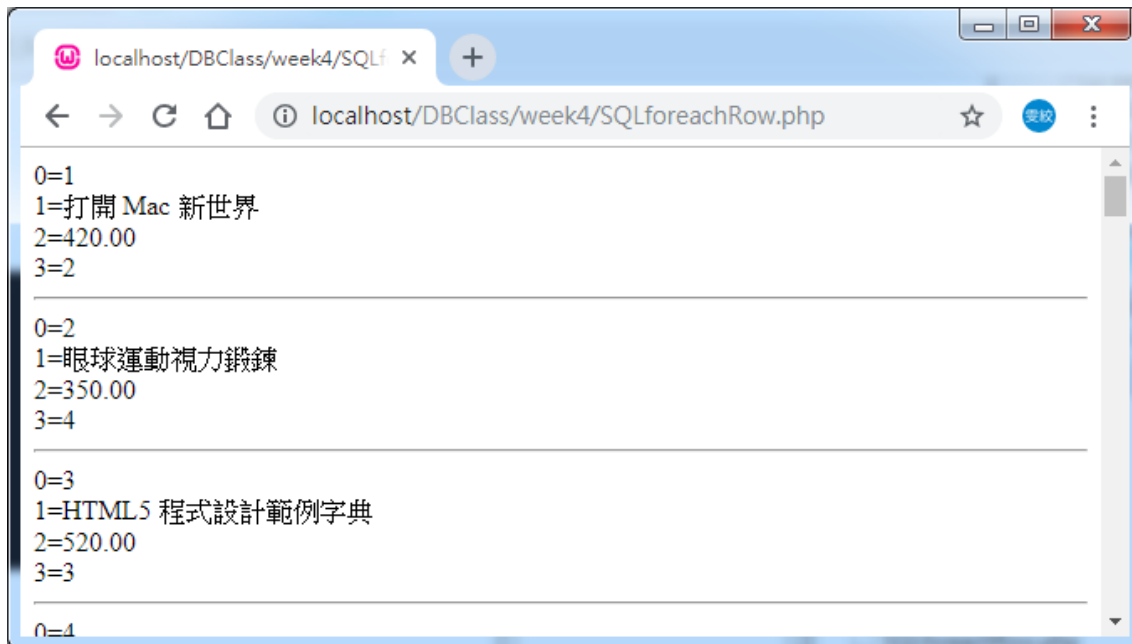 localhost/DBClass/week4/SQLf
localhost/DBClass/week4/SQLforeachRow.php
雯絞
0=1
1=打開 Mac 新世界
2=420.00
3=2
0=2
1=眼球運動視力鍛鍊
2=350.00
3=4
0=3
1=HTML5 程式設計範例字典
2=520.00
3=3
0=4